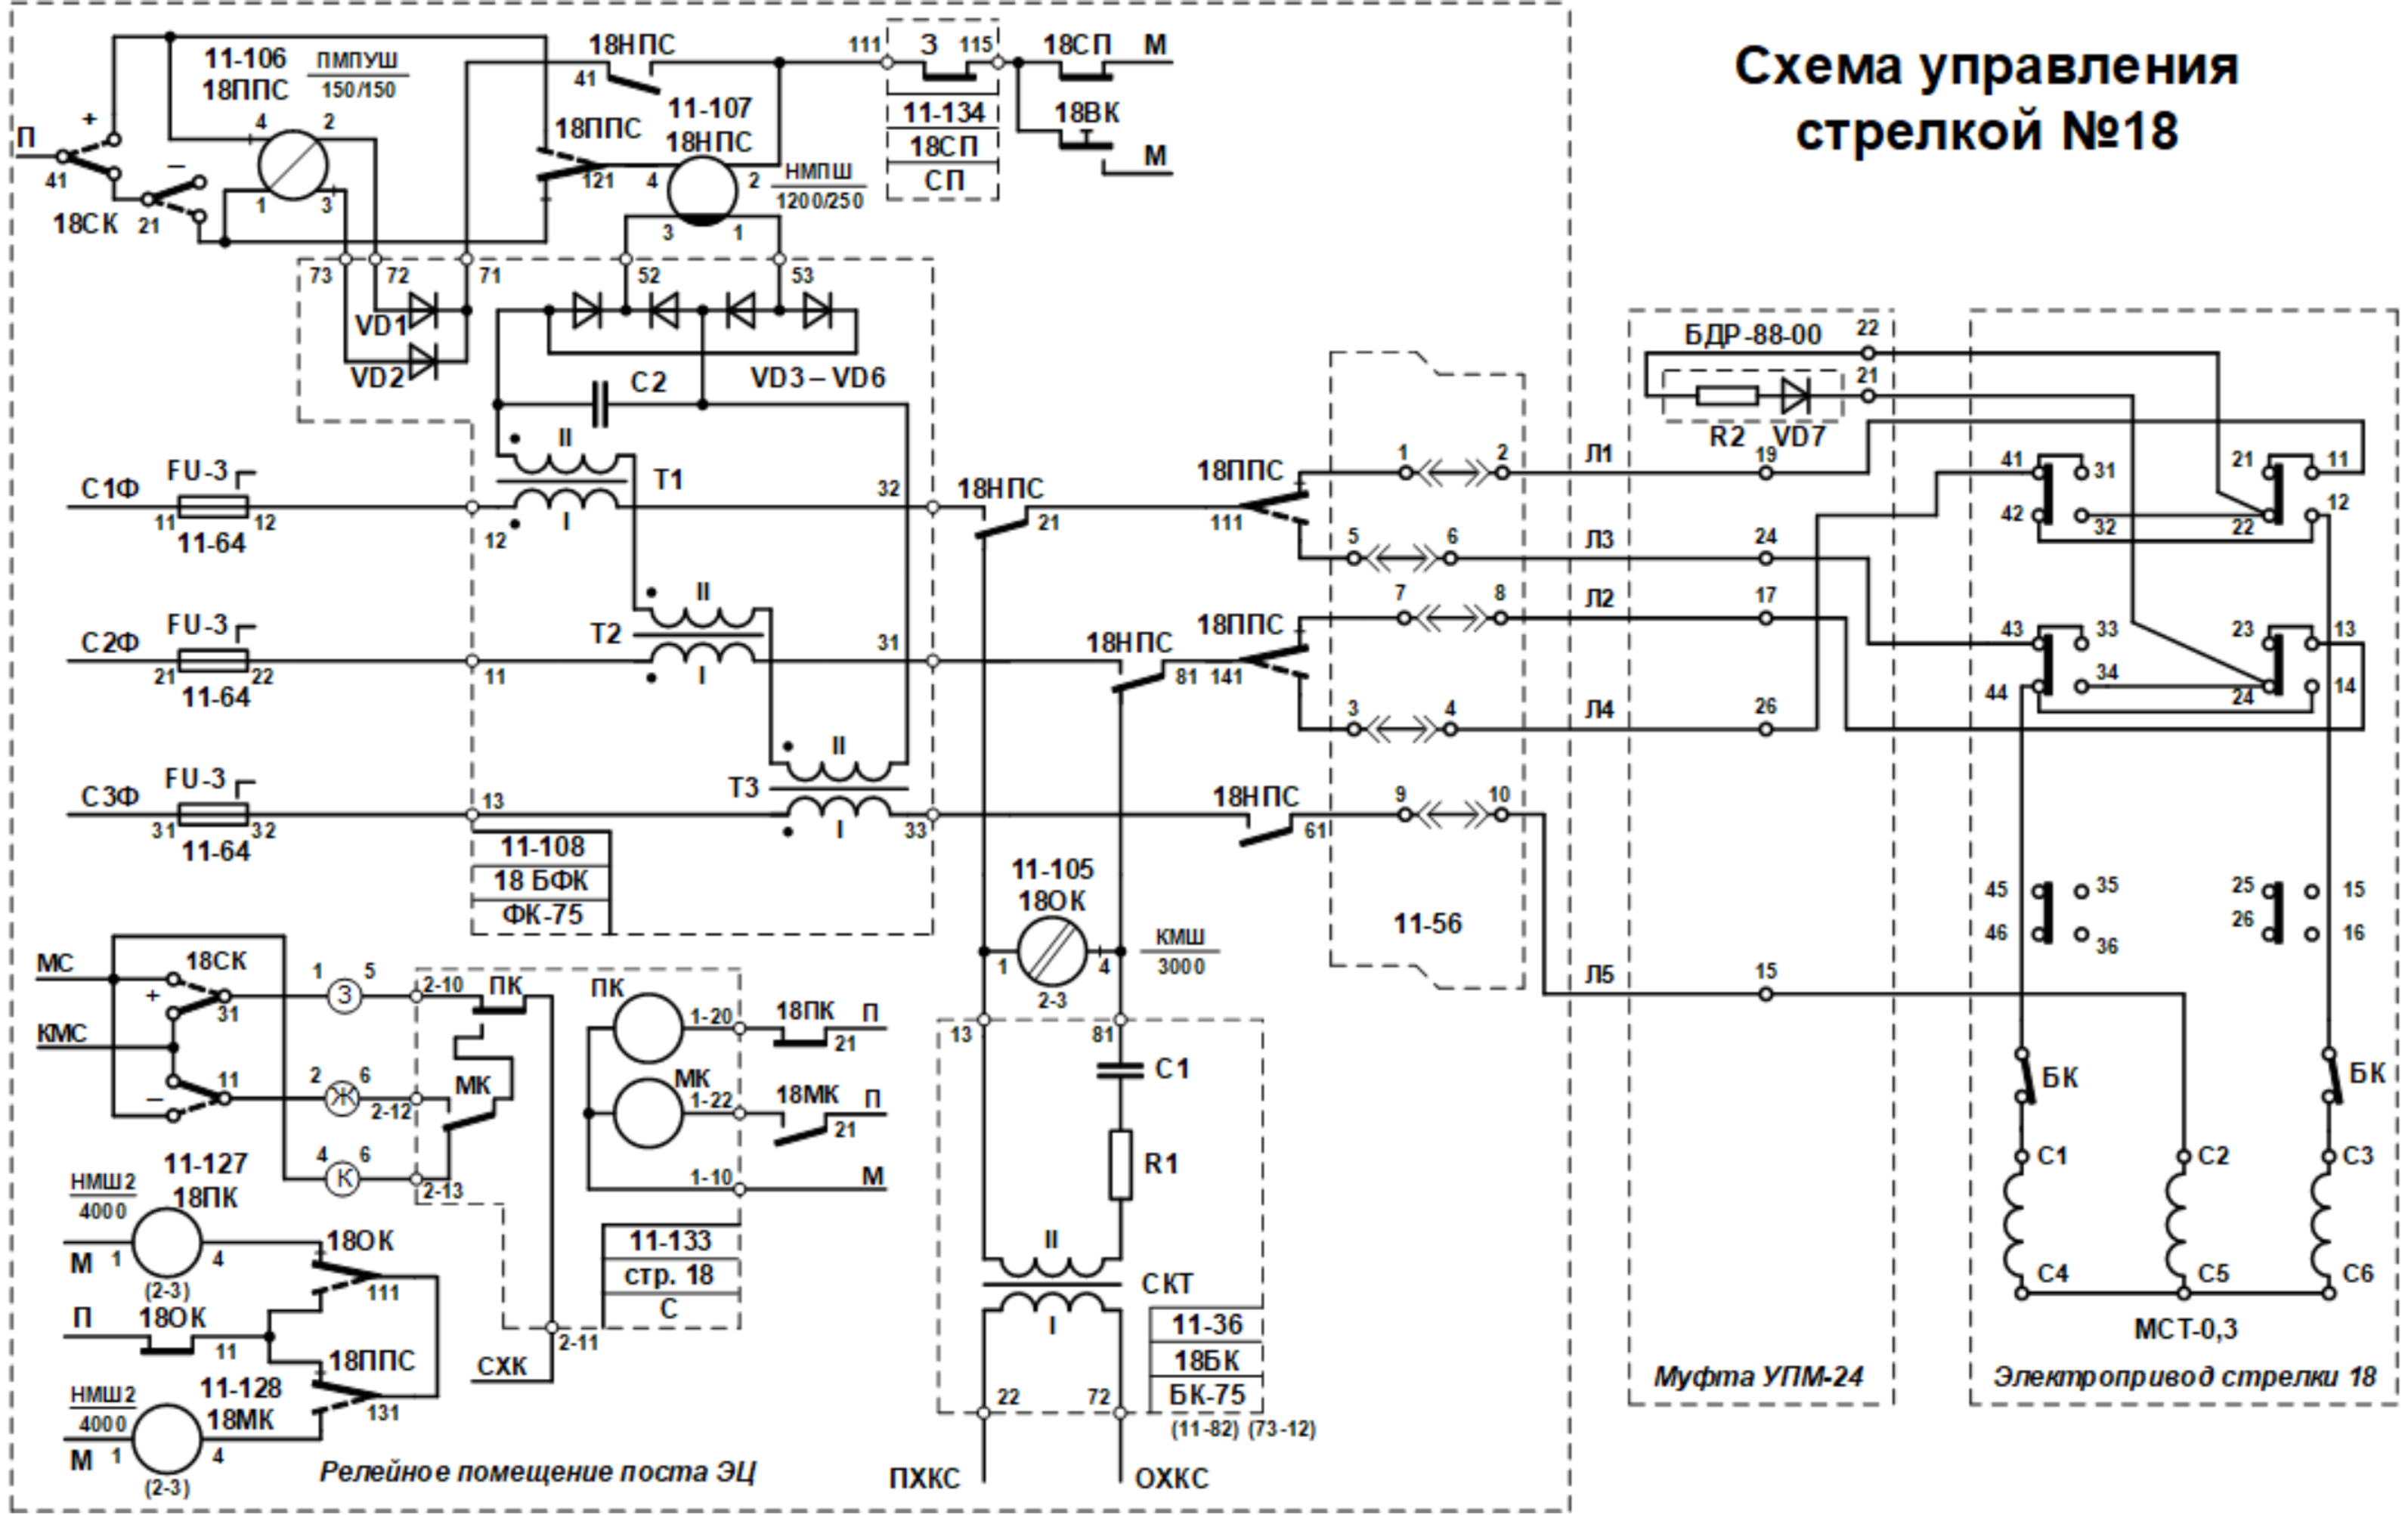 Схема управления
стрелкой №18
11-106
18ППС
ПМПУШ
150/150
4
2
1
3
П
+
41
–
18СК
21
18НПС
41
18ППС
121
11-107
18НПС
4
2
3
1
НМПШ
1200/250
111
З
115
11-134
18СП
СП
18СП
М
18ВК
М
73
72
71
52
53
VD1
VD2
VD3 – VD6
C2
II
T1
I
С1Ф
FU-3
11
12
11-64
12
32
С2Ф
FU-3
21
22
11-64
11
31
II
T2
I
С3Ф
FU-3
31
32
11-64
13
33
II
T3
I
11-108
18 БФК
ФК-75
18НПС
21
18ППС
111
18НПС
81
18ППС
141
18НПС
61
1
2
5
6
7
8
3
4
9
10
11-56
Л1
Л3
Л2
Л4
Л5
19
24
17
26
15
БДР-88-00
22
21
R2
VD7
41
31
42
32
21
11
22
12
43
33
44
34
23
13
24
14
45
35
46
36
25
15
26
16
БК
БК
С1
С2
С3
С4
С5
С6
МСТ-0,3
Муфта УПМ-24
Электропривод стрелки 18
11-105
18ОК
1
4
2-3
КМШ
3000
13
81
C1
R1
II
СКТ
I
11-36
18БК
БК-75
(11-82) (73-12)
22
72
ПХКС
ОХКС
МС
+
18СК
31
КМС
11
–
1
5
З
2-10
2
6
Ж
2-12
4
6
К
2-13
ПК
МК
ПК
1-20
МК
1-22
1-10
18ПК
П
21
18МК
П
21
М
11-133
стр. 18
С
2-11
СХК
НМШ2
4000
11-127
18ПК
М
1
4
(2-3)
18ОК
111
П
18ОК
11
18ППС
131
НМШ2
4000
11-128
18МК
М
1
4
(2-3)
Релейное помещение поста ЭЦ